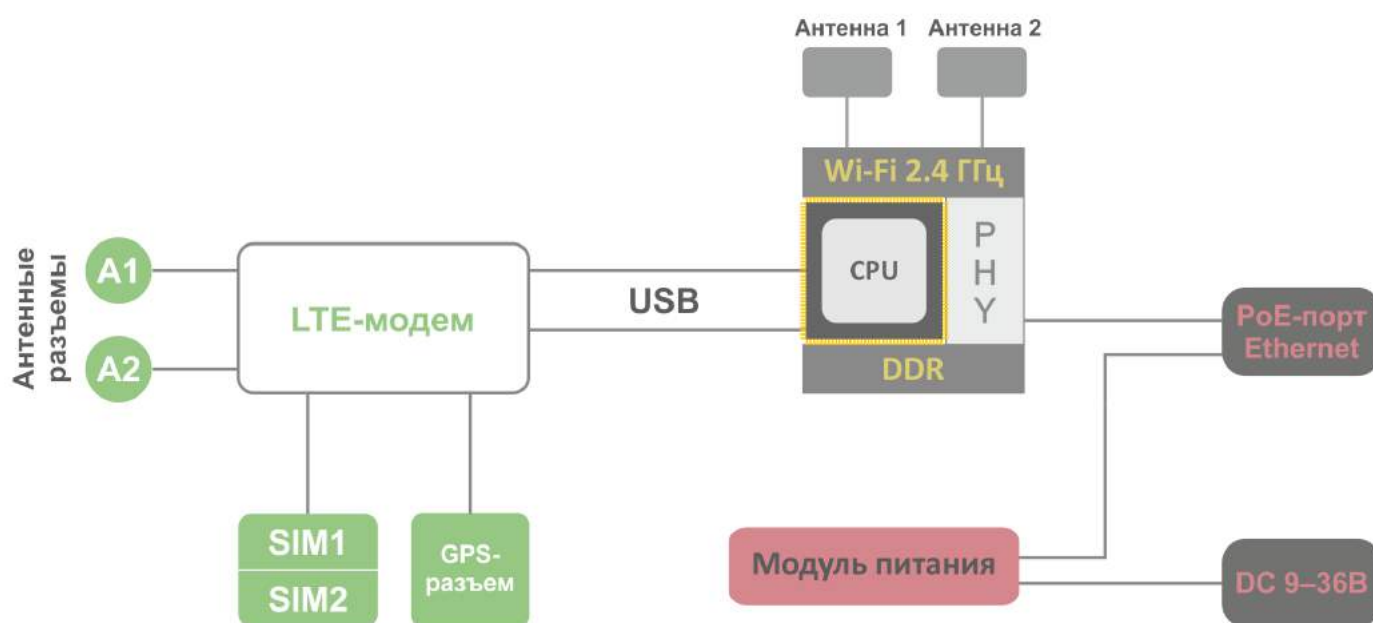 Антенна 1
Антенна 2
Wi-Fi 2.4 ГГц
CPU
P
H
Y
DDR
Антенные
разъемы
A1
A2
LTE-модем
USB
PoE-порт
Ethernet
SIM1
SIM2
GPS-
разъем
Модуль питания
DC 9–36В